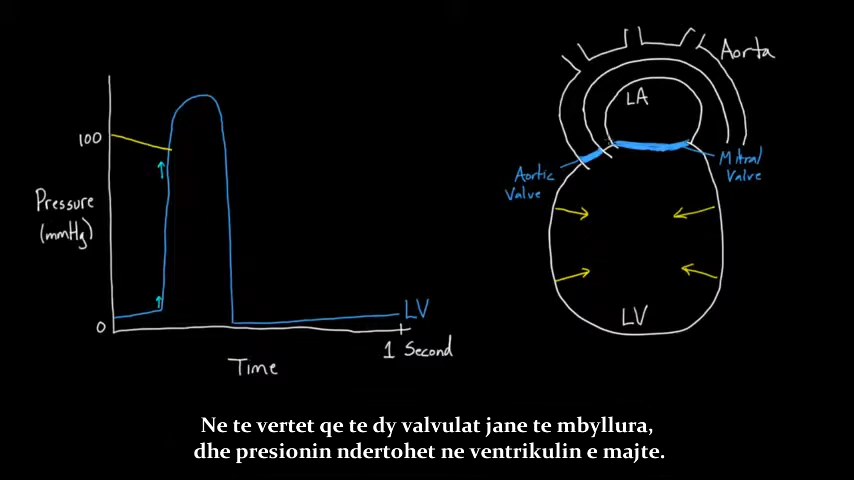 Aorta
LA
100
Aortic
Valve
Mitral
Valve
Pressure
(mmHg)
0
LV
LV
1 Second
Time
Ne te vertet qe te dy valvulat jane te mbyllura,
dhe presionin ndertohet ne ventrikulin e majte.